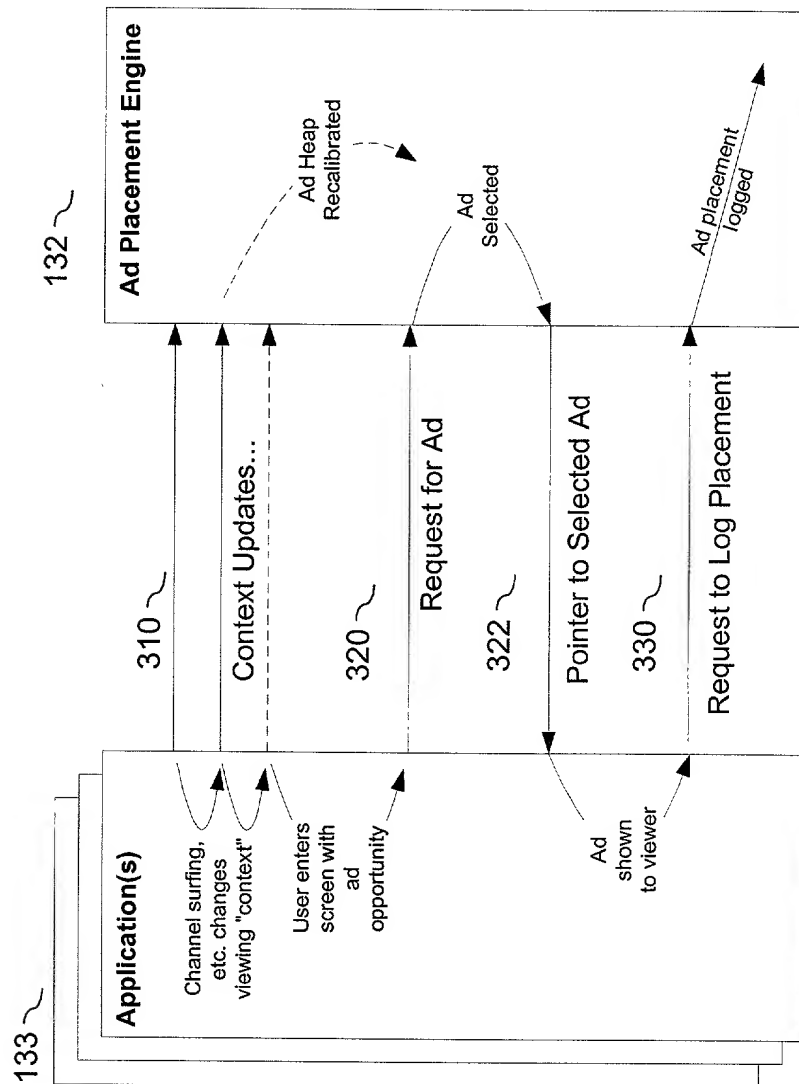 133
Application(s)
Channel surfing,
etc. changes
viewing "context"
User enters
screen with
ad
opportunity
Ad
shown
to viewer
310
Context Updates...
320
Request for Ad
322
Pointer to Selected Ad
330
Request to Log Placement
132
Ad Placement Engine
Ad Heap
Recalibrated
Ad
Selected
Ad placement
logged